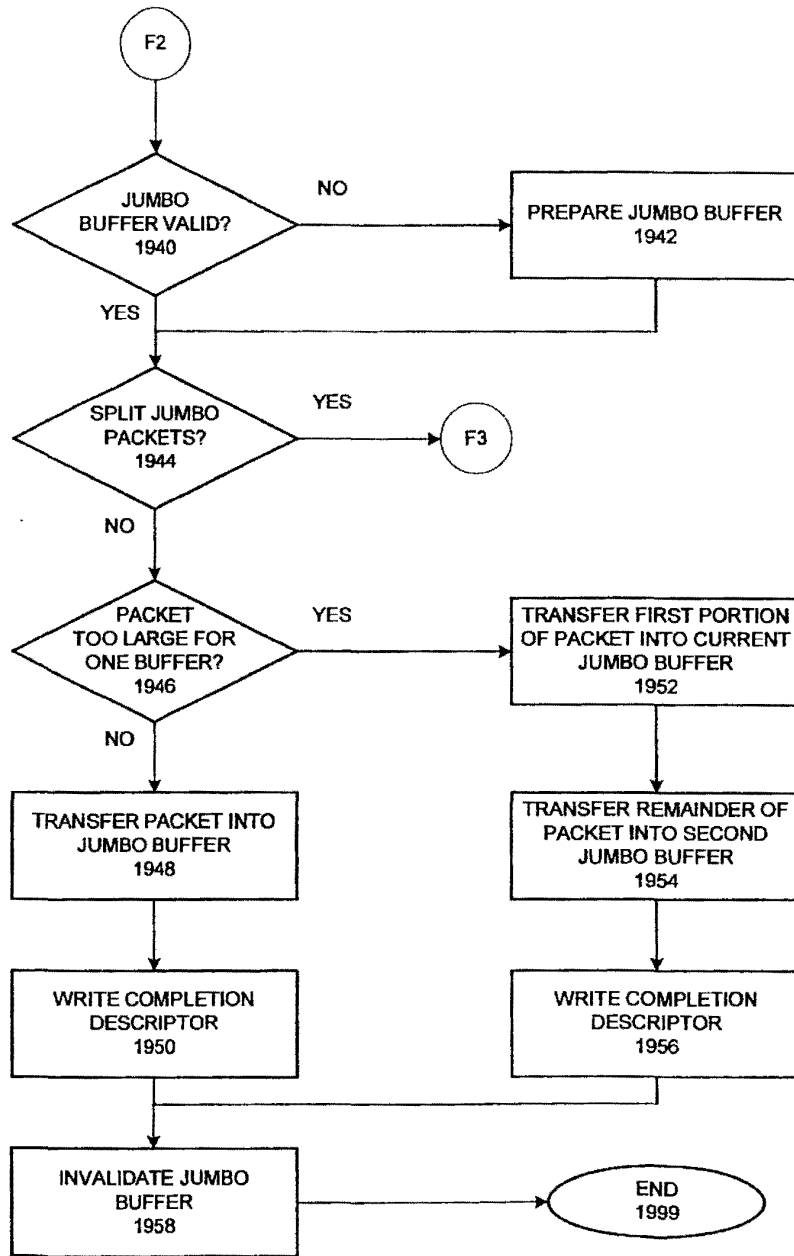 F2
JUMBO
BUFFER VALID?
1940
NO
PREPARE JUMBO BUFFER
1942
YES
SPLIT JUMBO
PACKETS?
1944
YES
F3
NO
PACKET
TOO LARGE FOR
ONE BUFFER?
1946
YES
TRANSFER FIRST PORTION
OF PACKET INTO CURRENT
JUMBO BUFFER
1952
NO
TRANSFER PACKET INTO
JUMBO BUFFER
1948
TRANSFER REMAINDER OF
PACKET INTO SECOND
JUMBO BUFFER
1954
WRITE COMPLETION
DESCRIPTOR
1950
WRITE COMPLETION
DESCRIPTOR
1956
INVALIDATE JUMBO
BUFFER
1958
END
1999